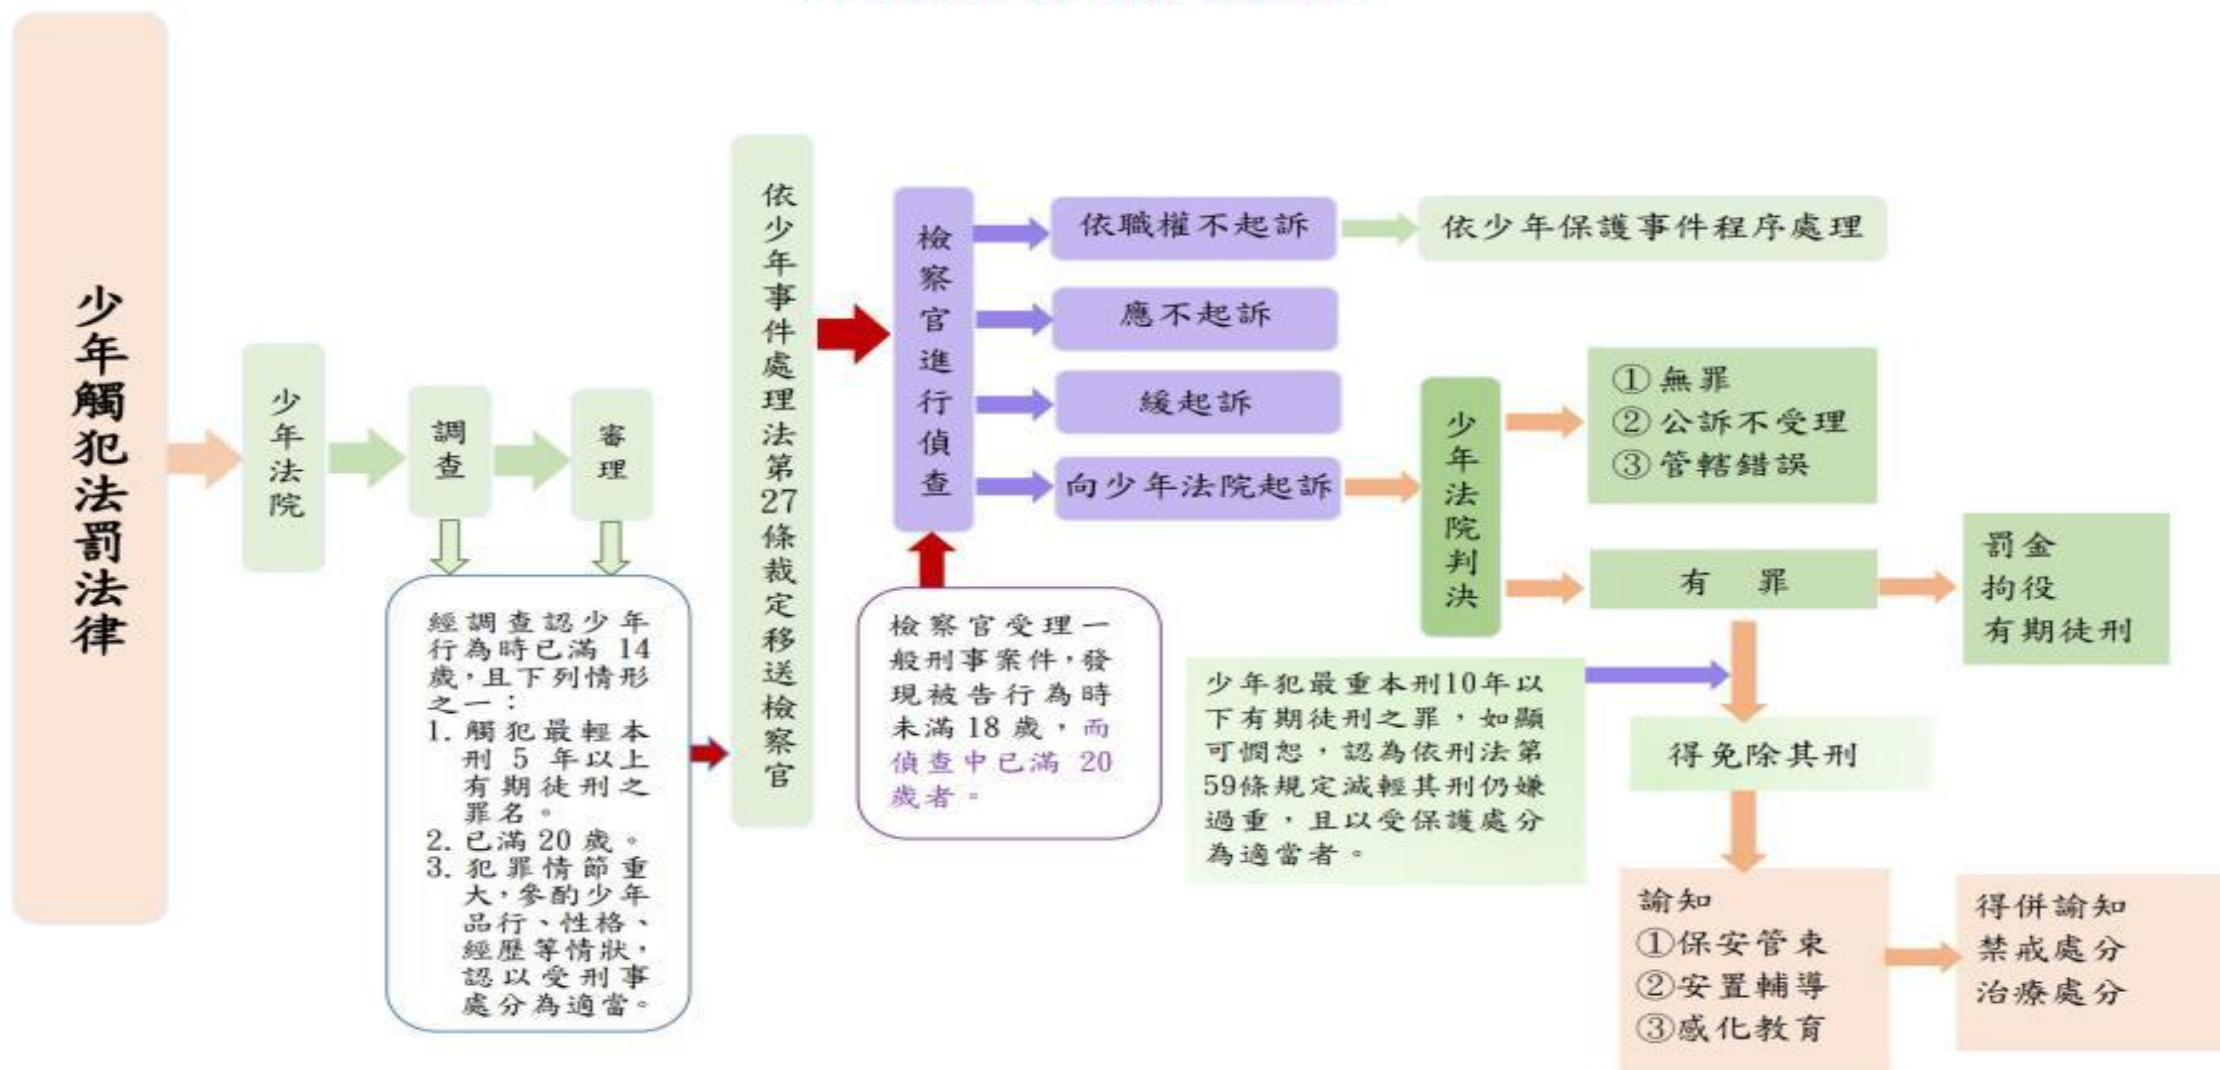 少年觸犯法罰法律
少年法院
調查
審理
經調查認少年
行為時已滿 14
歲，且下列情形
之一：
1. 觸犯最輕本
刑 5 年以上
有期徒刑之
罪名。
2. 已滿 20 歲。
3. 犯罪情節重
大，參酌少年
品行、性格、
經歷等情狀，
認以受刑事
處分為適當。
依少年事件處理法第27條裁定移送檢察官
檢察官進行偵查
檢察官受理一
般刑事案件，發
現被告行為時
未滿 18 歲，而
偵查中已滿 20
歲者。
依職權不起訴
依少年保護事件程序處理
應不起訴
緩起訴
向少年法院起訴
少年法院判決
①無罪
②公訴不受理
③管轄錯誤
有 罪
罰金
拘役
有期徒刑
少年犯最重本刑10年以
下有期徒刑之罪，如顯
可憫恕，認為依刑法第
59條規定減輕其刑仍嫌
過重，且以受保護處分
為適當者。
得免除其刑
諭知
①保安管束
②安置輔導
③感化教育
得併諭知
禁戒處分
治療處分